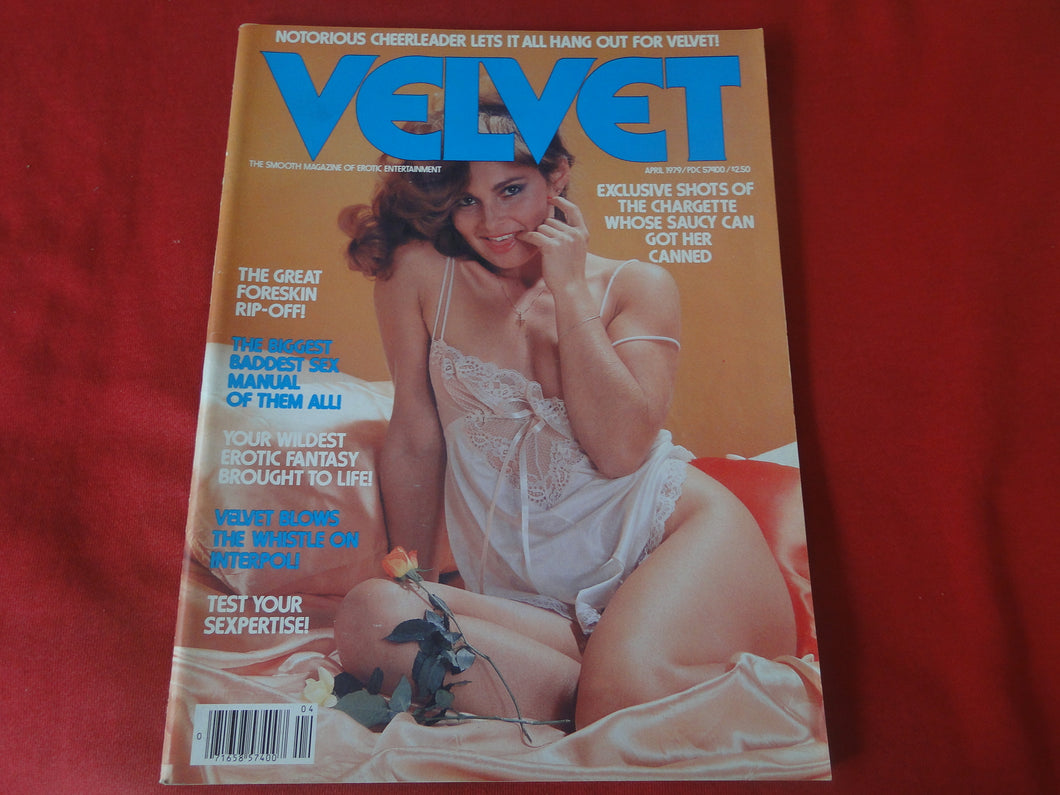 NOTORIOUS CHEERLEADER LETS IT ALL HANG OUT FOR VELVET!
VELVET
THE SMOOTH MAGAZINE OF EROTIC ENTERTAINMENT
APRIL 1979/PDC 57400/$2.50
EXCLUSIVE SHOTS OF
THE CHARGETTE
WHOSE SAUCY CAN
GOT HER
CANNED
THE GREAT
FORESKIN
RIP-OFF!
THE BIGGEST
BADDEST SEX
MANUAL
OF THEM ALL!
YOUR WILDEST
EROTIC FANTASY
BROUGHT TO LIFE!
VELVET BLOWS
THE WHISTLE ON
INTERPOL!
TEST YOUR
SEXPERTISE!
04
0
71658 57400